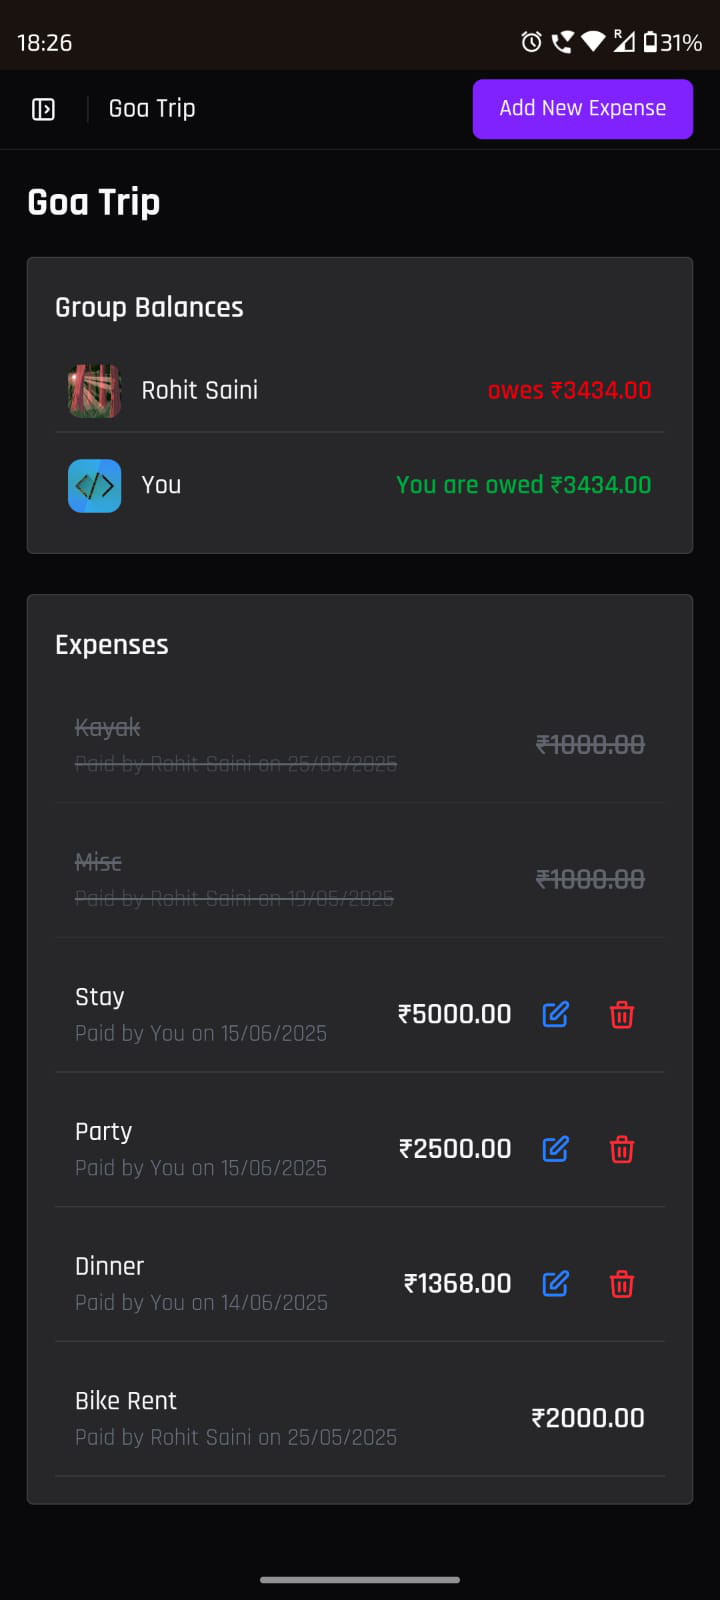 18:26
R
31%
Goa Trip
Add New Expense
Goa Trip
Group Balances
Rohit Saini
owes ₹3434.00
You
You are owed ₹3434.00
Expenses
Kayak
Paid by Rohit Saini on 25/05/2025
₹1000.00
Misc
Paid by Rohit Saini on 19/05/2025
₹1000.00
Stay
Paid by You on 15/06/2025
₹5000.00
Party
Paid by You on 15/06/2025
₹2500.00
Dinner
Paid by You on 14/06/2025
₹1368.00
Bike Rent
Paid by Rohit Saini on 25/05/2025
₹2000.00